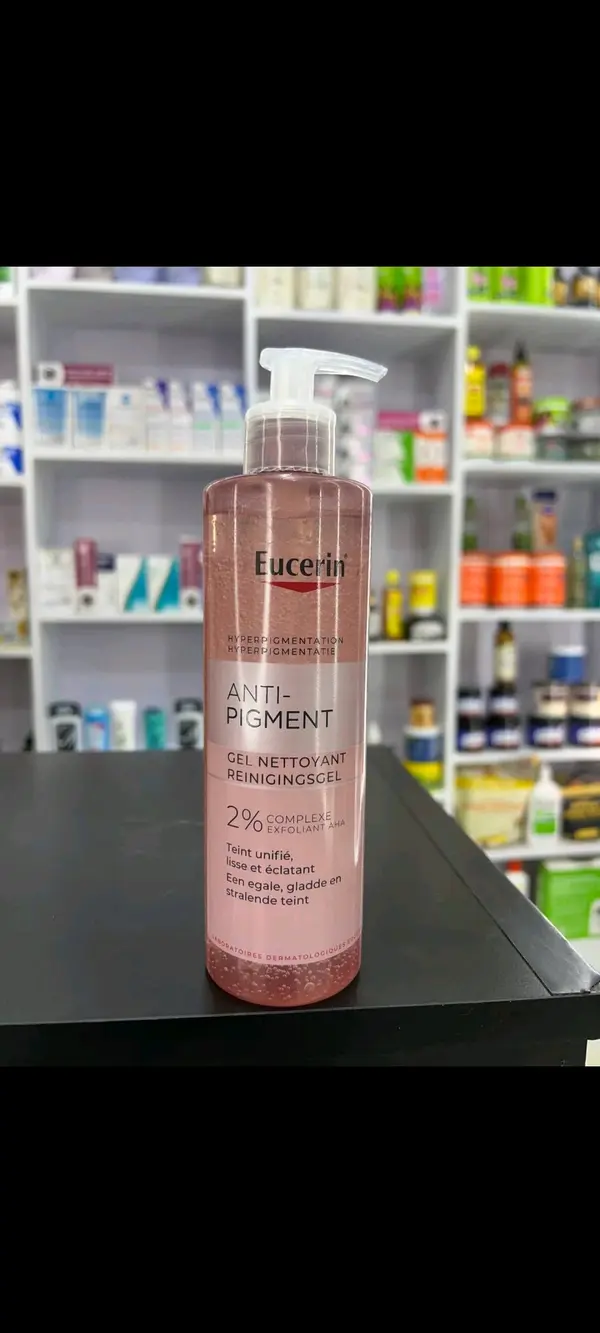 Eucerin
HYPERPIGMENTATION
HYPERPIGMENTATIE
ANTI-
PIGMENT
GEL NETTOYANT
REINIGINGSGEL
2% COMPLEXE
EXFOLIANT AHA
Teint unifié,
lisse et éclatant
Een egale, gladde en
stralende teint
LABORATOIRES DERMATOLOGIQUES